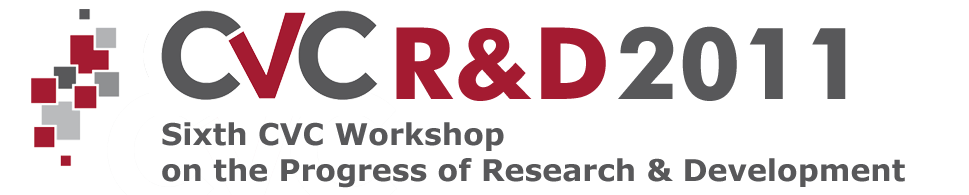 CVC R&D 2011
Sixth CVC Workshop
on the Progress of Research & Development